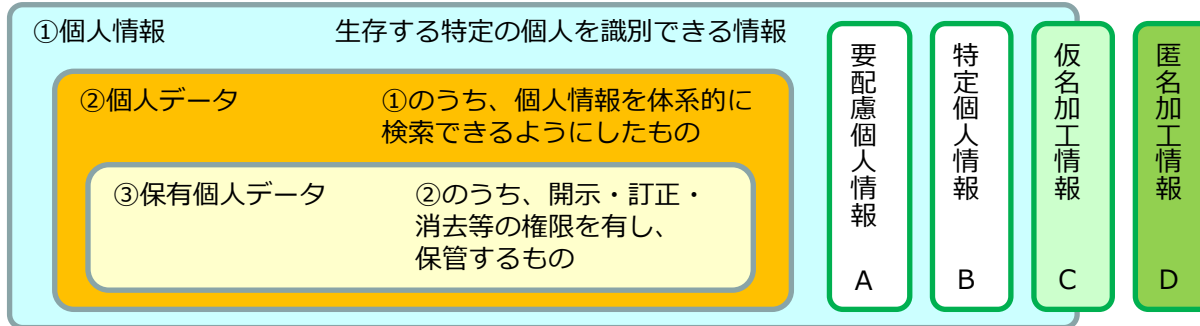 ①個人情報
生存する特定の個人を識別できる情報
②個人データ
①のうち、個人情報を体系的に
検索できるようにしたもの
③保有個人データ
②のうち、開示・訂正・
消去等の権限を有し、
保管するもの
要配慮個人情報
A
特定個人情報
B
仮名加工情報
C
匿名加工情報
D